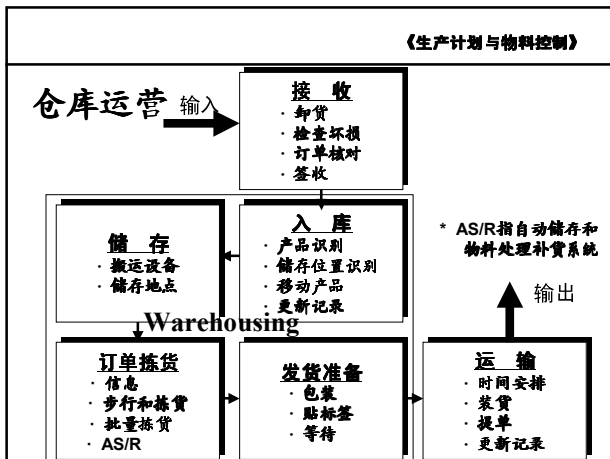 《生产计划与物料控制》
仓库运营
输入
接 收
· 卸货
· 检查坏损
· 订单核对
· 签收
储 存
· 搬运设备
· 储存地点
入 库
· 产品识别
· 储存位置识别
· 移动产品
· 更新记录
* AS/R指自动储存和
物料处理补货系统
输出
Warehousing
订单拣货
· 信息
· 步行和拣货
· 批量拣货
· AS/R
发货准备
· 包装
· 贴标签
· 等待
运 输
· 时间安排
· 装货
· 提单
· 更新记录